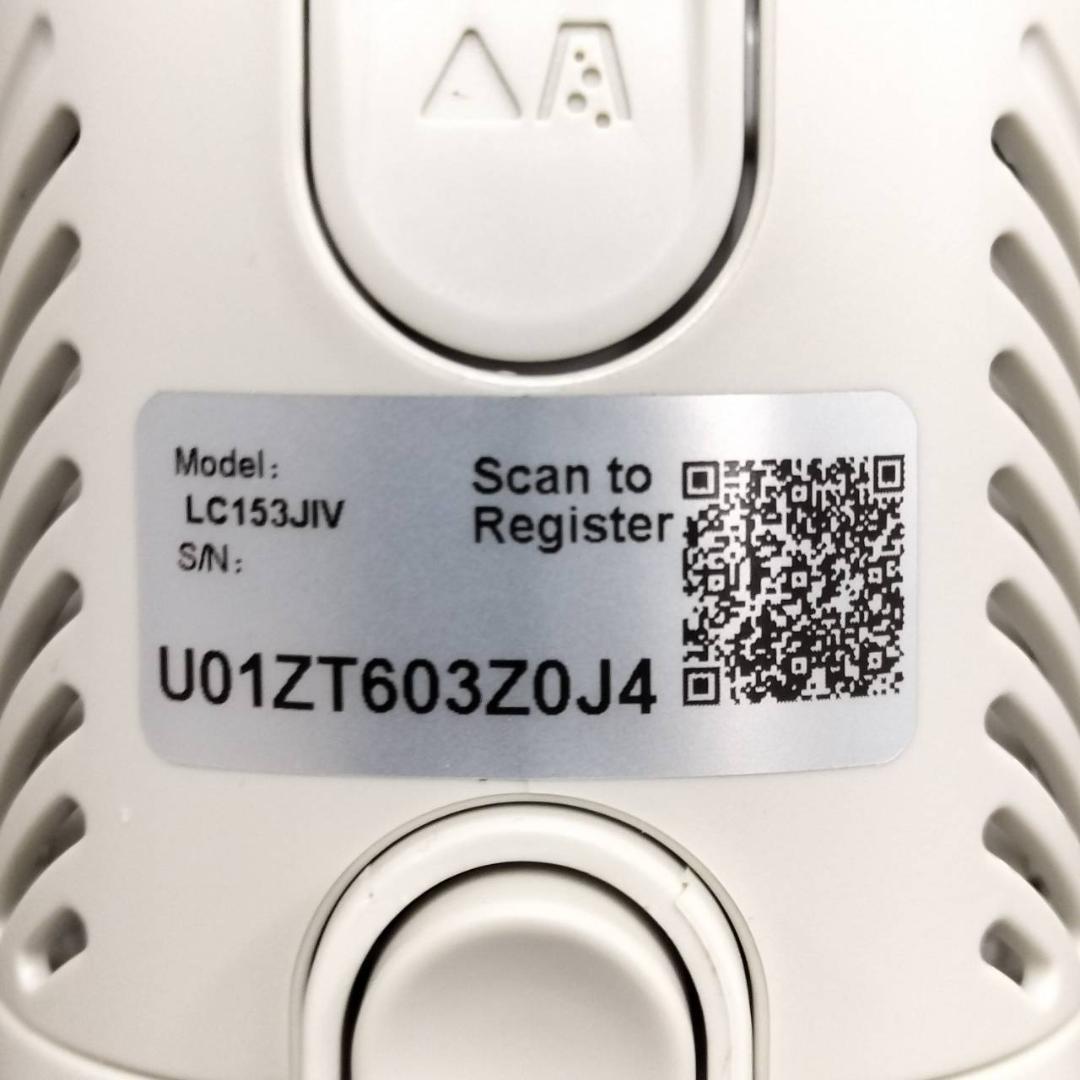 Model:
LC153JIV
S/N:
Scan to
Register
U01ZT603Z0J4